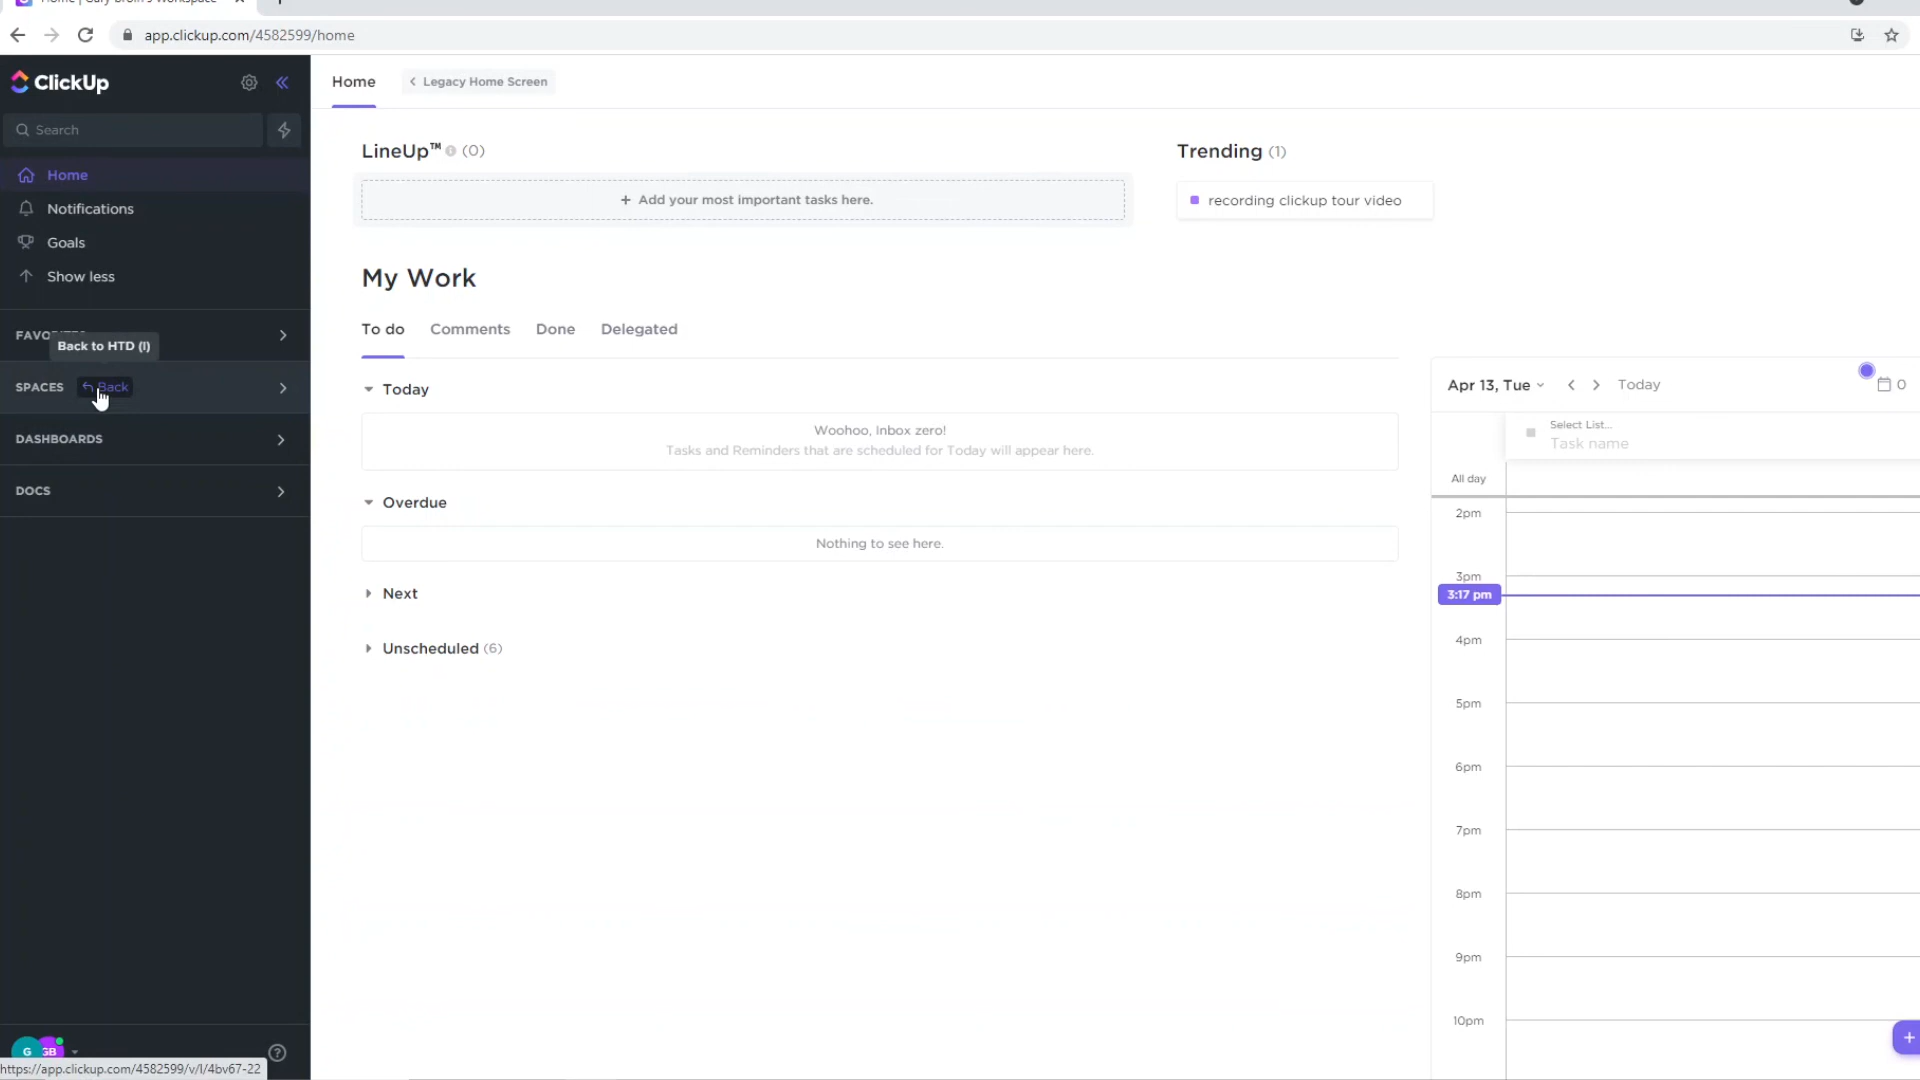 app.clickup.com/4582599/home
ClickUp
Home
Legacy Home Screen
Search
Home
Notifications
Goals
Show less
Back to HTD (l)
SPACES
Back
DASHBOARDS
DOCS
LineUp™ (0)
+ Add your most important tasks here.
Trending (1)
recording clickup tour video
My Work
To do
Comments
Done
Delegated
Today
Woohoo, Inbox zero!
Tasks and Reminders that are scheduled for Today will appear here.
Overdue
Nothing to see here.
Next
Unscheduled (6)
Apr 13, Tue
Today
0
Select List...
Task name
All day
2pm
3pm
3:17 pm
4pm
5pm
6pm
7pm
8pm
9pm
10pm
G
GB
https://app.clickup.com/4582599/v/l/4bv67-22